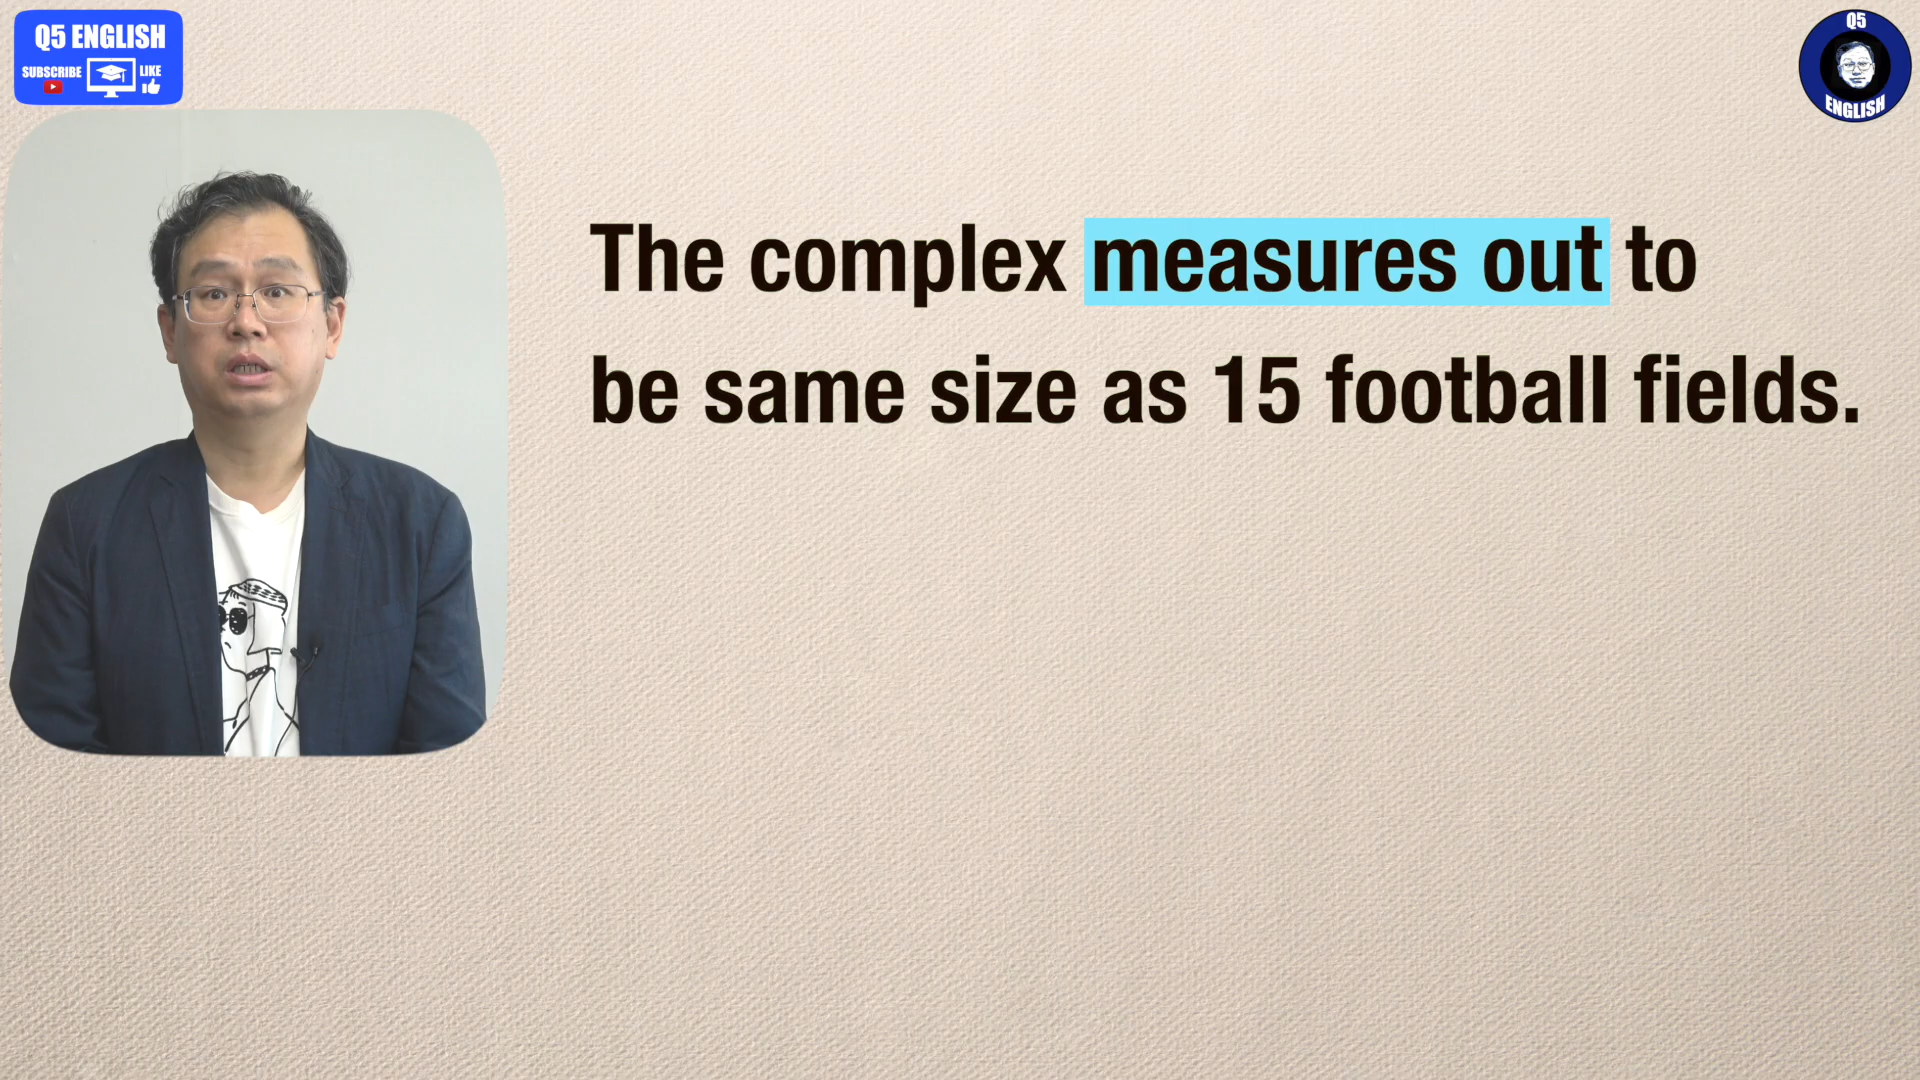 Q5 ENGLISH
SUBSCRIBE
LIKE
Q5
ENGLISH
The complex measures out to
be same size as 15 football fields.